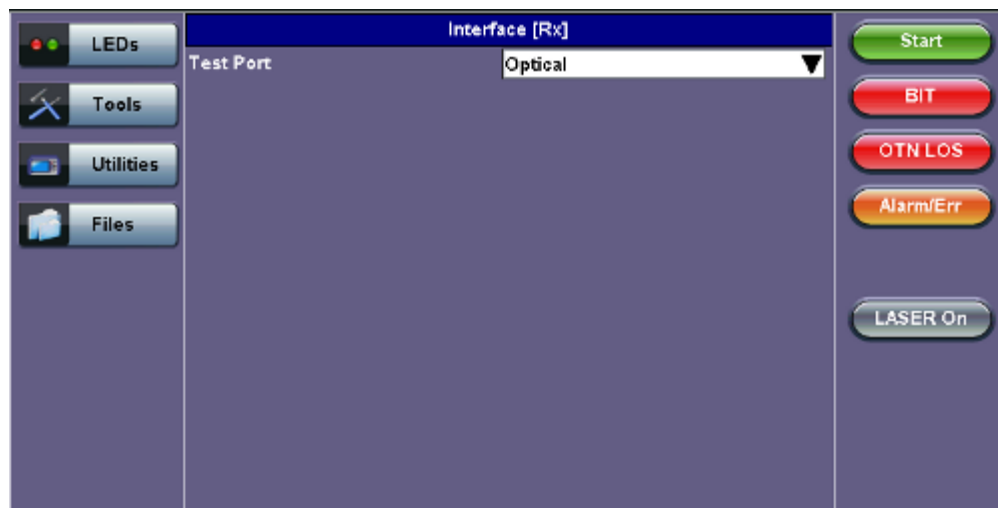 LEDs
Tools
Utilities
Files
Interface [Rx]
Test Port
Optical
Start
BIT
OTN LOS
Alarm/Err
LASER On